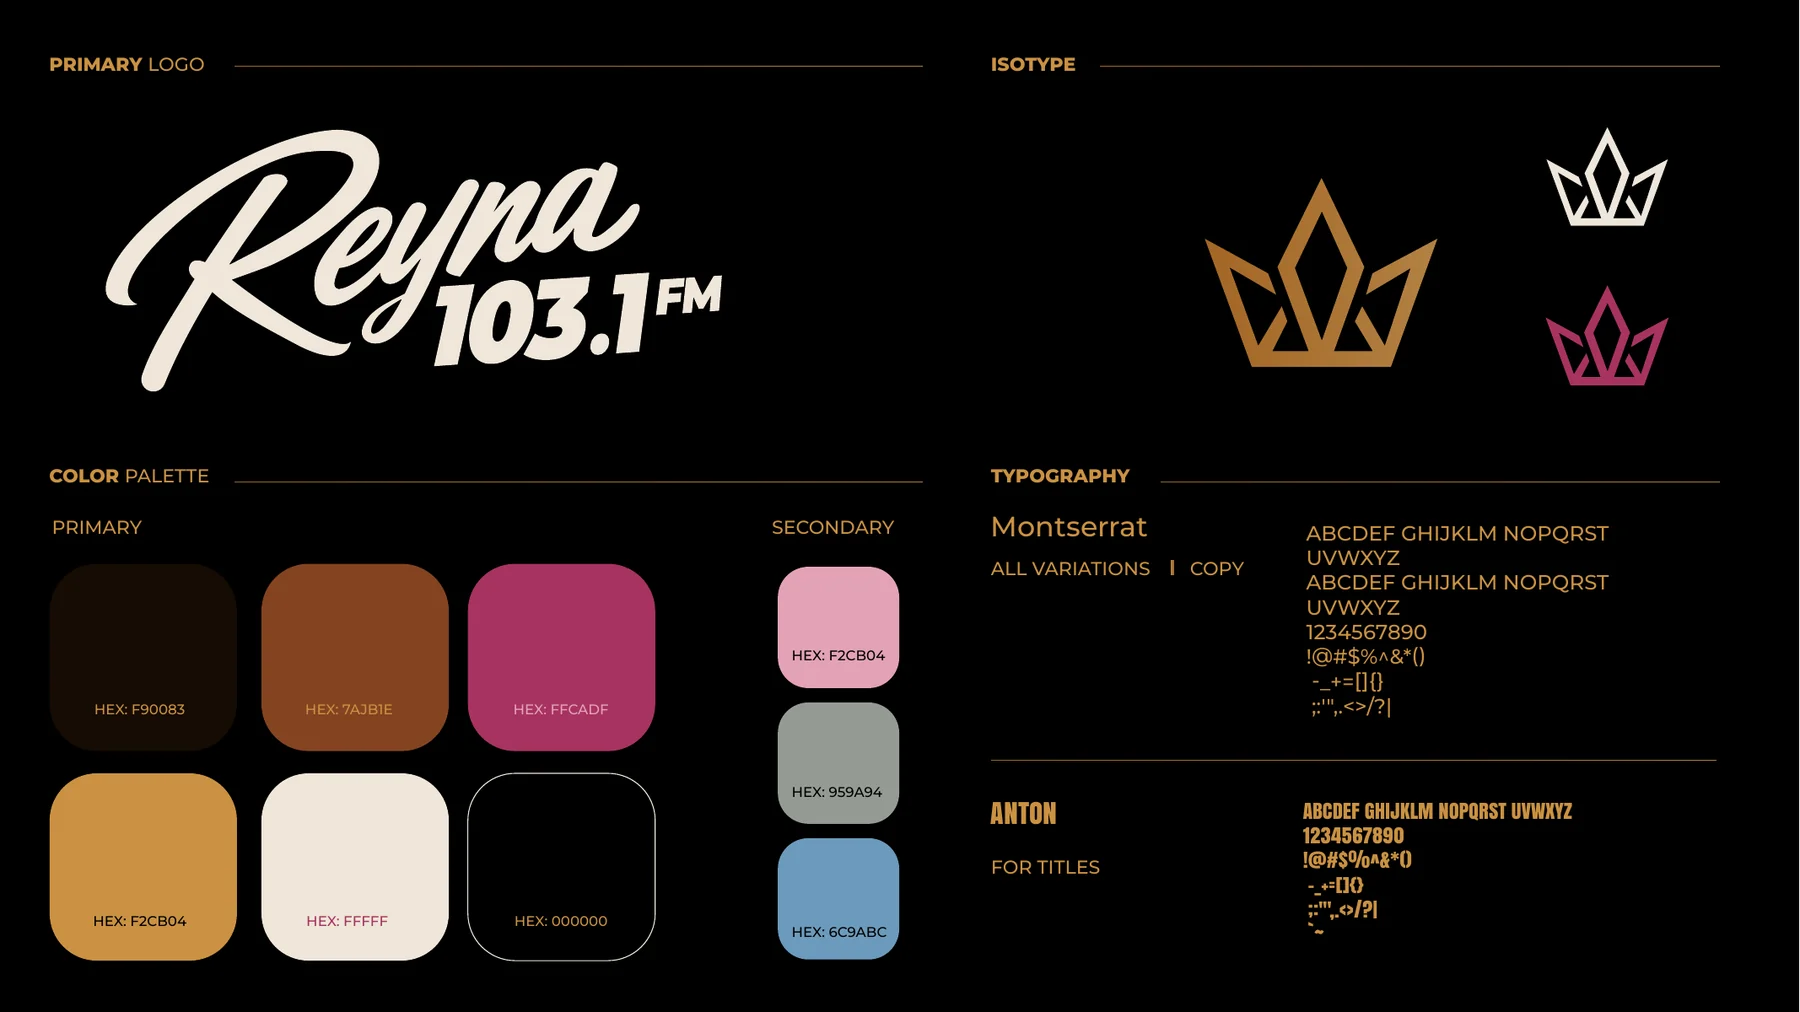 PRIMARY LOGO
Reyna
103.1 FM
ISOTYPE
COLOR PALETTE
PRIMARY
SECONDARY
HEX: F90083
HEX: 7AJB1E
HEX: FFCADF
HEX: F2CB04
HEX: FFFFF
HEX: 000000
HEX: F2CB04
HEX: 959A94
HEX: 6C9ABC
TYPOGRAPHY
Montserrat
ALL VARIATIONS | COPY
ABCDEF GHIJKLM NOPQRST
UVWXYZ
ABCDEF GHIJKLM NOPQRST
UVWXYZ
1234567890
!@#$%^&*()
-_+=[]{}
;:'",.<>/?|
ANTON
FOR TITLES
ABCDEF GHIJKLM NOPQRST UVWXYZ
1234567890
!@#$%^&*()
-_+=[]{}
;:'",.<>/?|
`~